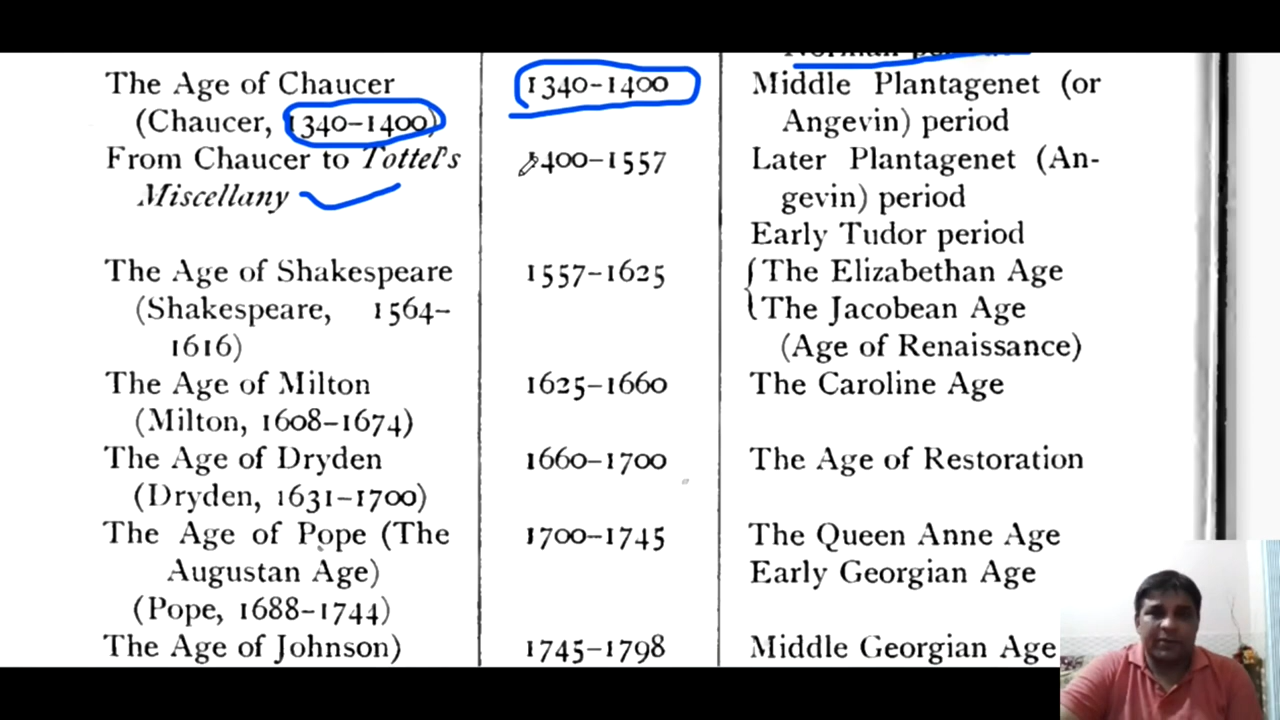 Norman period
The Age of Chaucer 1340–1400 Middle Plantagenet (or
(Chaucer, 1340–1400) Angevin) period
From Chaucer to Tottel's 1400–1557 Later Plantagenet (An-
Miscellany gevin) period
Early Tudor period
The Age of Shakespeare 1557–1625 The Elizabethan Age
(Shakespeare, 1564– The Jacobean Age
1616) (Age of Renaissance)
The Age of Milton 1625–1660 The Caroline Age
(Milton, 1608–1674)
The Age of Dryden 1660–1700 The Age of Restoration
(Dryden, 1631–1700)
The Age of Pope (The 1700–1745 The Queen Anne Age
Augustan Age) Early Georgian Age
(Pope, 1688–1744)
The Age of Johnson) 1745–1798 Middle Georgian Age